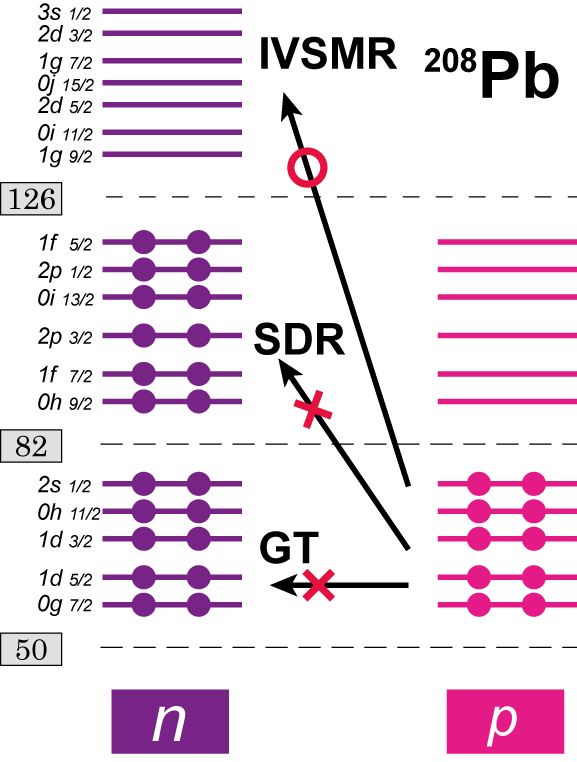 3s 1/2
2d 3/2
1g 7/2
0j 15/2
2d 5/2
0i 11/2
1g 9/2
IVSMR
208Pb
126
1f 5/2
2p 1/2
0i 13/2
2p 3/2
1f 7/2
0h 9/2
SDR
82
2s 1/2
0h 11/2
1d 3/2
1d 5/2
0g 7/2
GT
50
n
p